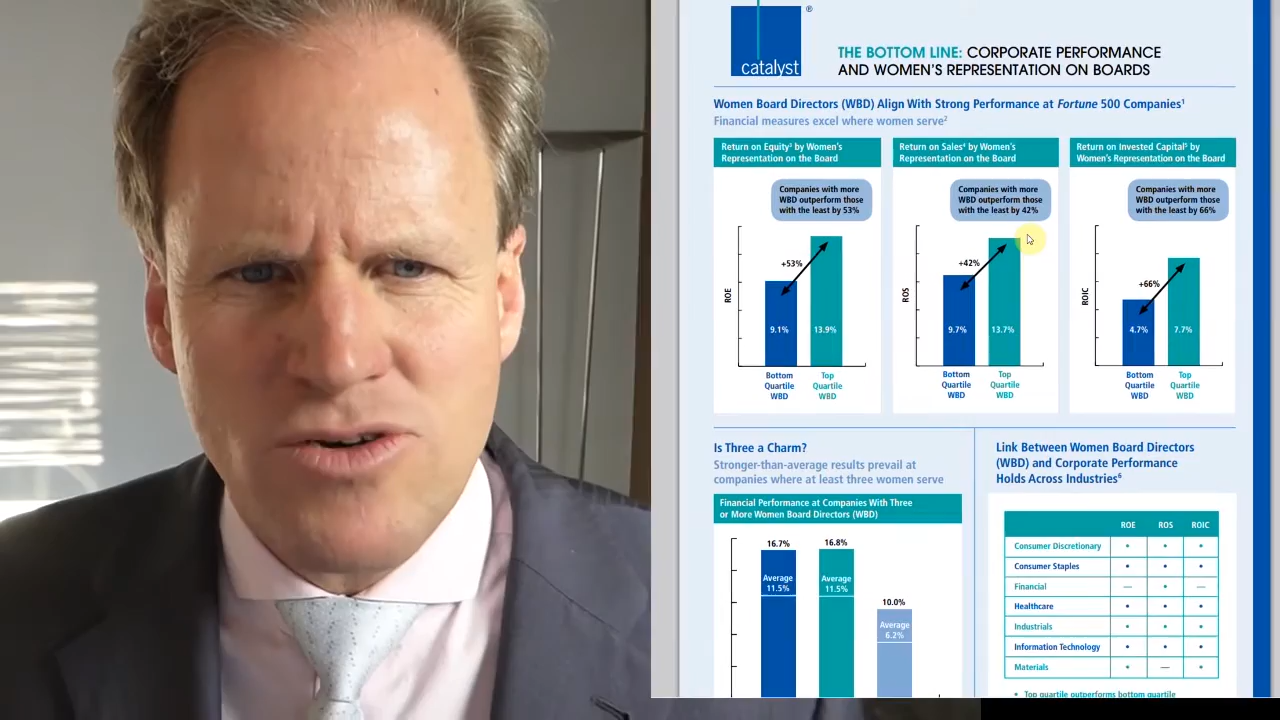 ®
catalyst
THE BOTTOM LINE: CORPORATE PERFORMANCE
AND WOMEN'S REPRESENTATION ON BOARDS
Women Board Directors (WBD) Align With Strong Performance at Fortune 500 Companies¹
Financial measures excel where women serve²
Return on Equity³ by Women's
Representation on the Board
Companies with more
WBD outperform those
with the least by 53%
+53%
ROE
9.1%
13.9%
Bottom
Quartile
WBD
Top
Quartile
WBD
Return on Sales⁴ by Women's
Representation on the Board
Companies with more
WBD outperform those
with the least by 42%
+42%
ROS
9.7%
13.7%
Bottom
Quartile
WBD
Top
Quartile
WBD
Return on Invested Capital⁵ by
Women's Representation on the Board
Companies with more
WBD outperform those
with the least by 66%
+66%
ROIC
4.7%
7.7%
Bottom
Quartile
WBD
Top
Quartile
WBD
Is Three a Charm?
Stronger-than-average results prevail at
companies where at least three women serve
Financial Performance at Companies With Three
or More Women Board Directors (WBD)
16.7%
Average
11.5%
16.8%
Average
11.5%
10.0%
Average
6.2%
Link Between Women Board Directors
(WBD) and Corporate Performance
Holds Across Industries⁶
ROE ROS ROIC
Consumer Discretionary • • •
Consumer Staples • • •
Financial — • —
Healthcare • • •
Industrials • • •
Information Technology • • •
Materials • — •
• Top quartile outperforms bottom quartile